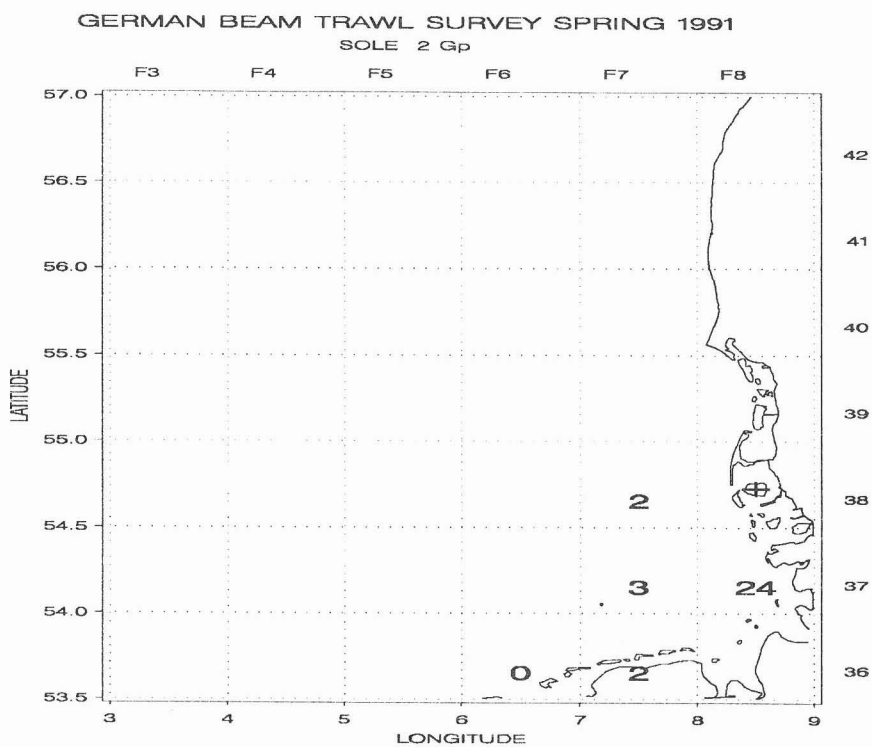 GERMAN BEAM TRAWL SURVEY SPRING 1991
SOLE 2 Gp
F3 F4 F5 F6 F7 F8
57.0
42
56.5
41
56.0
40
55.5
39
55.0
2 + 38
54.5
3 24 37
54.0
0 2 36
53.5
3 4 5 6 7 8 9
LATITUDE
LONGITUDE